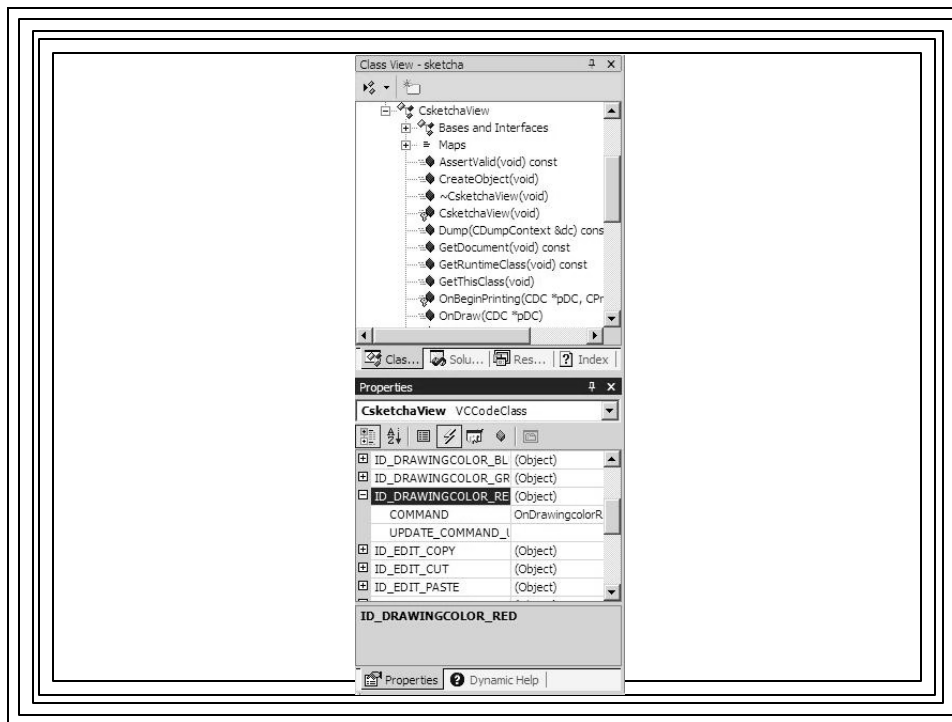 Class View - sketcha
CsketchaView
Bases and Interfaces
Maps
AssertValid(void) const
CreateObject(void)
~CsketchaView(void)
CsketchaView(void)
Dump(CDumpContext &dc) cons
GetDocument(void) const
GetRuntimeClass(void) const
GetThisClass(void)
OnBeginPrinting(CDC *pDC, CPr
OnDraw(CDC *pDC)
Clas... Solu... Res... Index
Properties
CsketchaView VCCodeClass
ID_DRAWINGCOLOR_BL (Object)
ID_DRAWINGCOLOR_GR (Object)
ID_DRAWINGCOLOR_RE (Object)
COMMAND OnDrawingcolorR
UPDATE_COMMAND_U
ID_EDIT_COPY (Object)
ID_EDIT_CUT (Object)
ID_EDIT_PASTE (Object)
ID_DRAWINGCOLOR_RED
Properties Dynamic Help